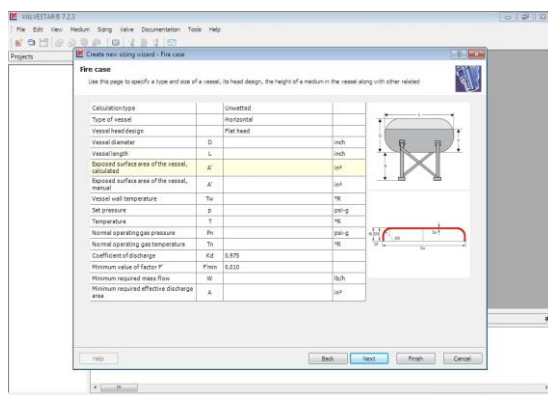 VALVESTAR® 7.2.3
File Edit View Medium Sizing Valve Documentation Tools Help
Projects
Create new sizing wizard - Fire case
Fire case
Use this page to specify a type and size of a vessel, its head design, the height of a medium in the vessel along with other related
Calculation type Unwetted
Type of vessel Horizontal
Vessel head design Flat head
Vessel diameter D inch
Vessel length L inch
Exposed surface area of the vessel, calculated A' in²
Exposed surface area of the vessel, manual A' in²
Vessel wall temperature Tw °R
Set pressure p psi-g
Temperature T °R
Normal operating gas pressure Pn psi-g
Normal operating gas temperature Tn °R
Coefficient of discharge Kd 0.975
Minimum value of factor F' F'min 0.010
Minimum required mass flow W lb/h
Minimum required effective discharge area A in²
L
Help Back Next Finish Cancel